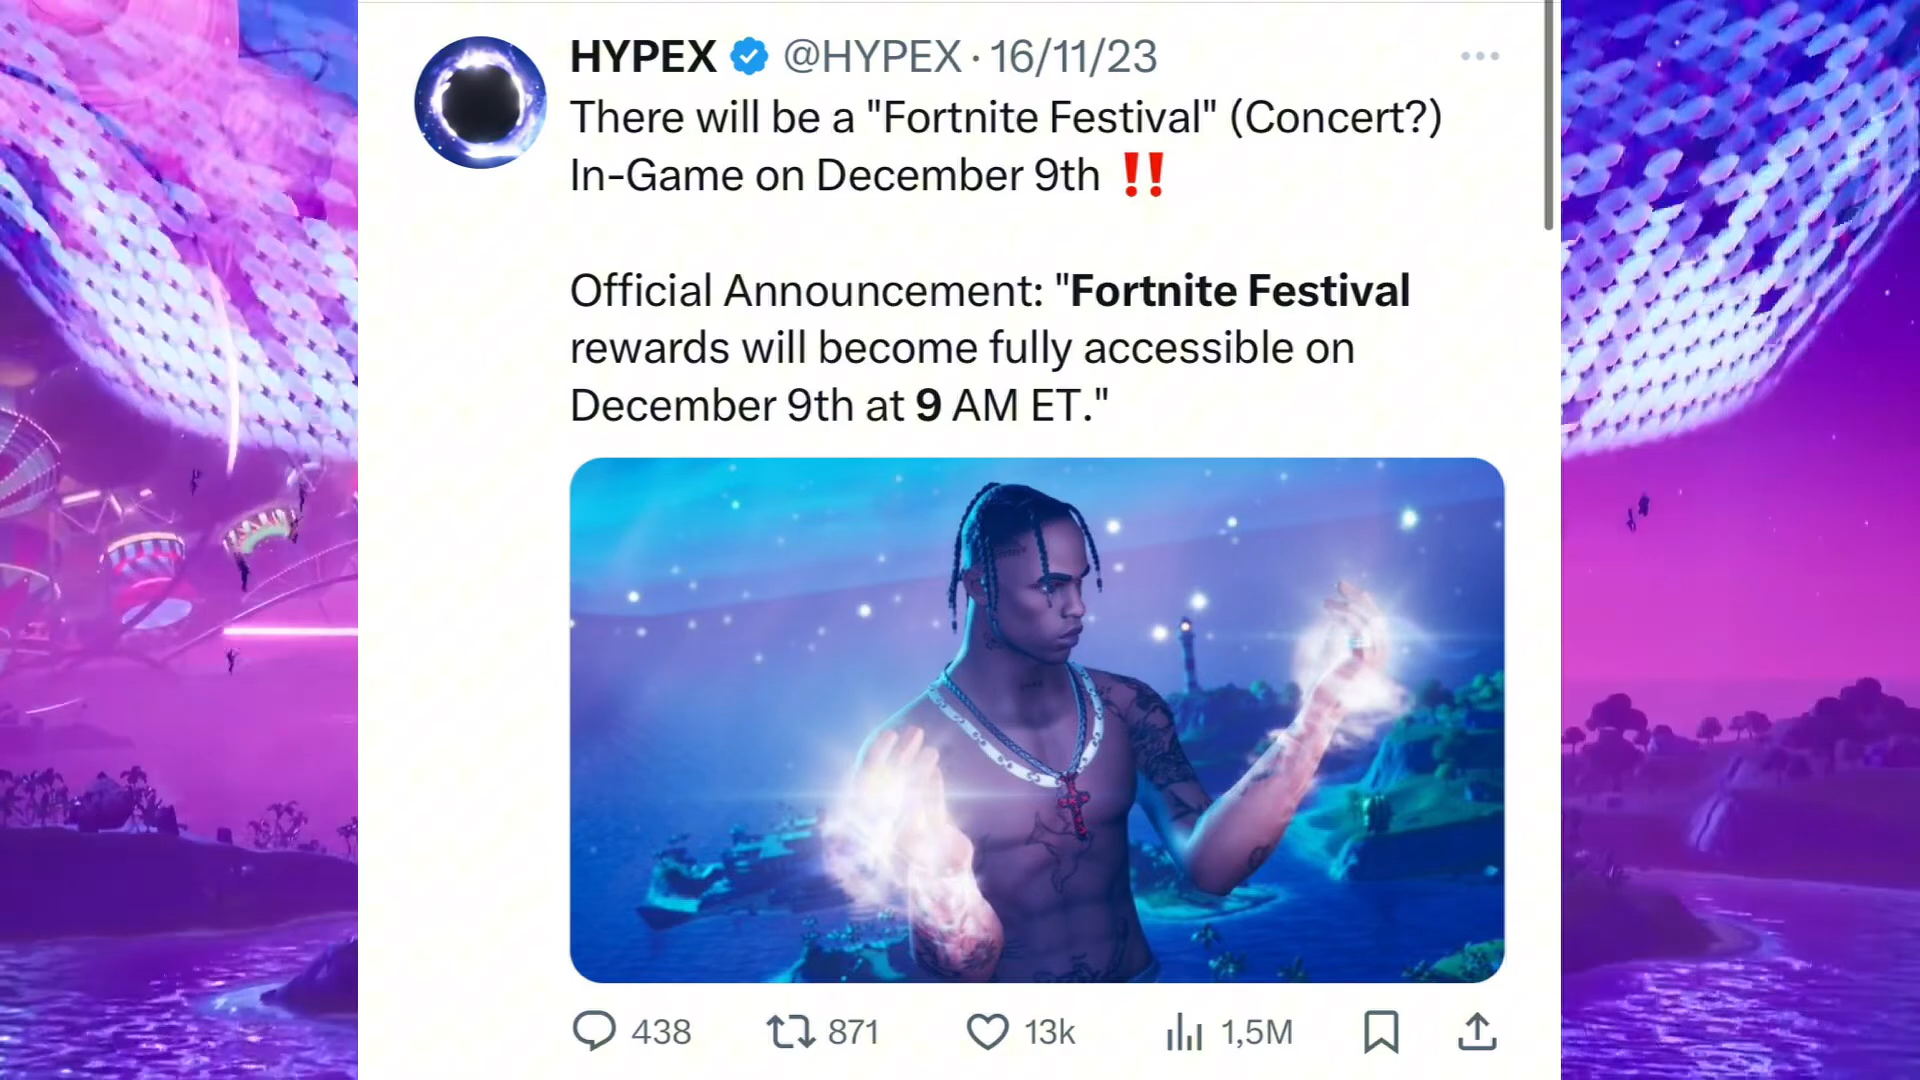 HYPEX @HYPEX · 16/11/23
There will be a "Fortnite Festival" (Concert?)
In-Game on December 9th ‼️
Official Announcement: "Fortnite Festival
rewards will become fully accessible on
December 9th at 9 AM ET."
438 871 13k 1,5M